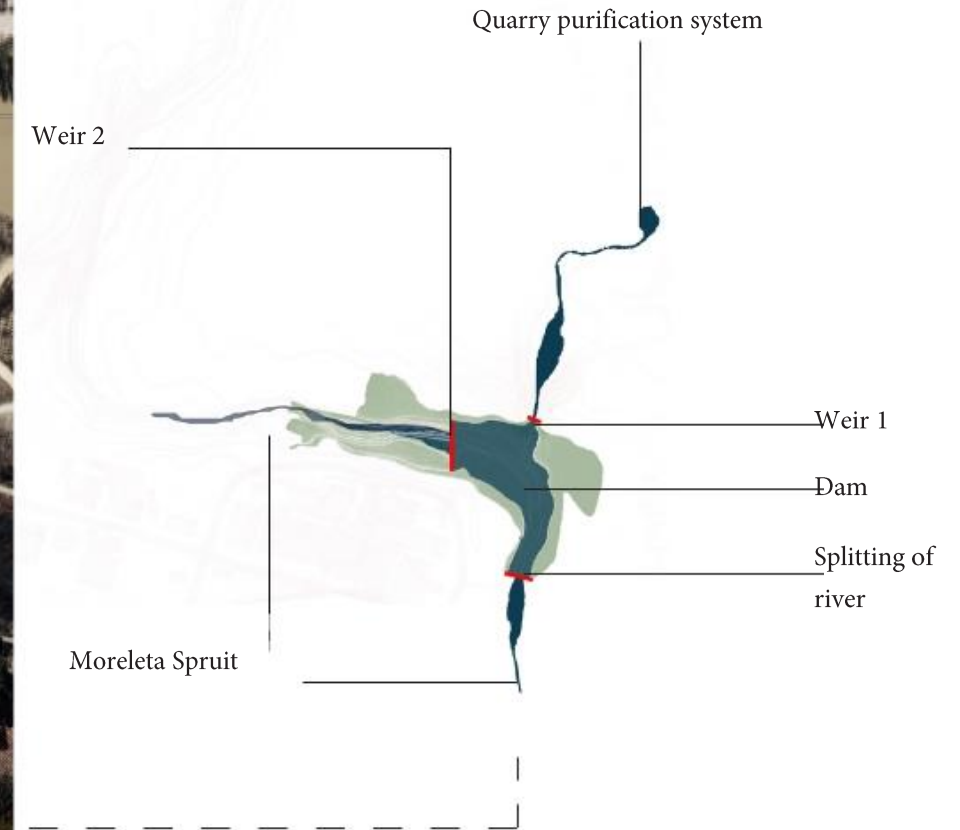 Quarry purification system
Weir 2
Weir 1
Dam
Splitting of
river
Moreleta Spruit